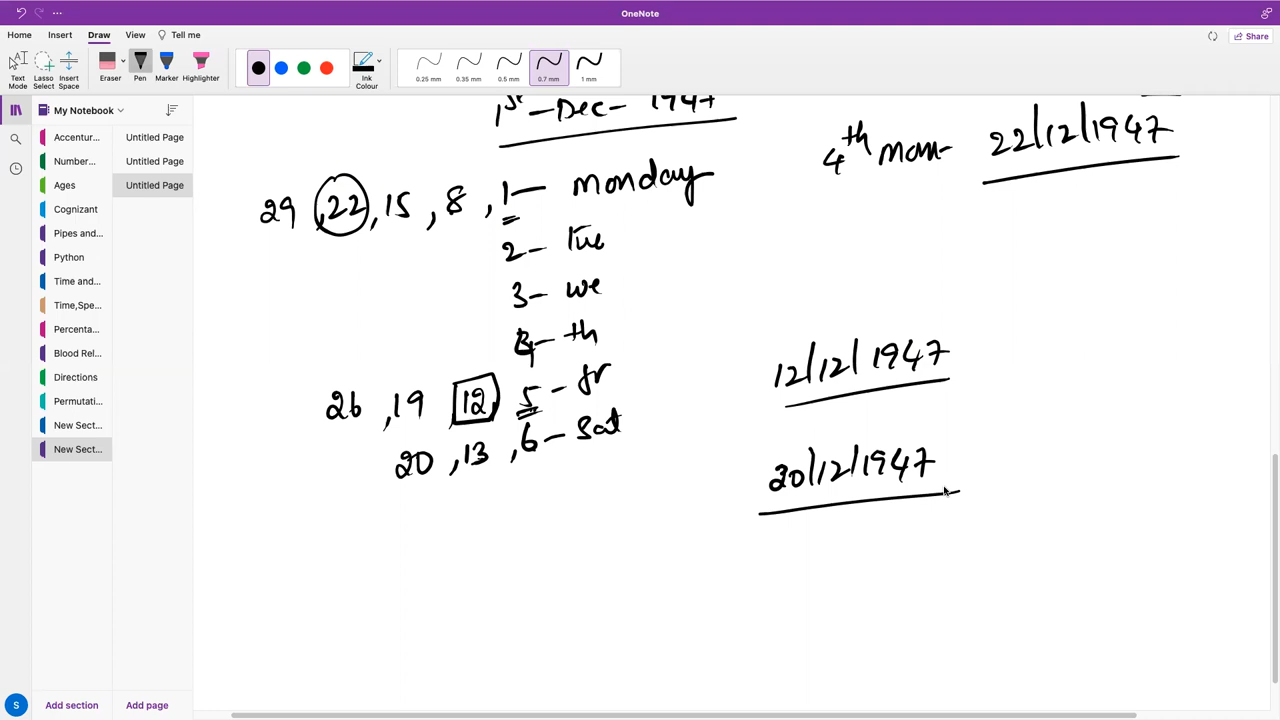 OneNote
Home Insert Draw View Tell me
Share
Text Mode
Lasso Select
Insert Space
Eraser
Pen
Marker
Highlighter
Ink Colour
0.25 mm
0.35 mm
0.5 mm
0.7 mm
1 mm
My Notebook
Accentur...
Number...
Ages
Cognizant
Pipes and...
Python
Time and...
Time,Spe...
Percenta...
Blood Rel...
Directions
Permutati...
New Sect...
New Sect...
Untitled Page
Untitled Page
Untitled Page
1st - Dec - 1947
4th mon- 22/12/1947
29 , 22 , 15 , 8 , 1 - monday
2 - tue
3 - we
4 - th
26 , 19 12 , 5 - fr
20 , 13 , 6 - Sat
12/12/1947
20/12/1947
S
Add section
Add page